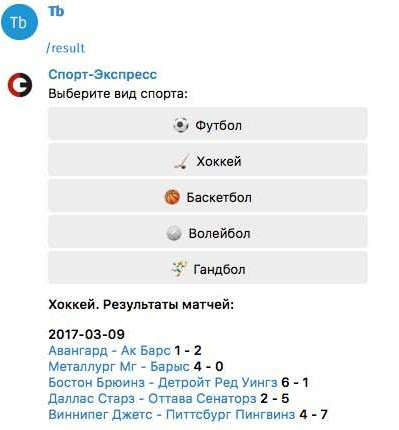 Tb
Tb
/result
Спорт-Экспресс
Выберите вид спорта:
Футбол
Хоккей
Баскетбол
Волейбол
Гандбол
Хоккей. Результаты матчей:
2017-03-09
Авангард - Ак Барс 1 - 2
Металлург Мг - Барыс 4 - 0
Бостон Брюинз - Детройт Ред Уингз 6 - 1
Даллас Старз - Оттава Сенаторз 2 - 5
Виннипег Джетс - Питтсбург Пингвинз 4 - 7